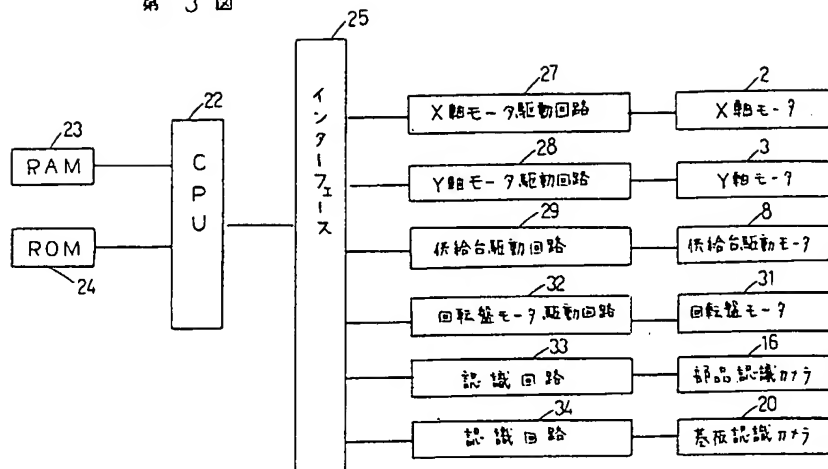 第 3 図
25
インターフェース
22
CPU
23
RAM
ROM
24
27
X軸モータ駆動回路
2
X軸モータ
28
Y軸モータ駆動回路
3
Y軸モータ
29
供給台駆動回路
8
供給台駆動モータ
32
回転盤モータ駆動回路
31
回転盤モータ
33
認識回路
16
部品認識カメラ
34
認識回路
20
基板認識カメラ